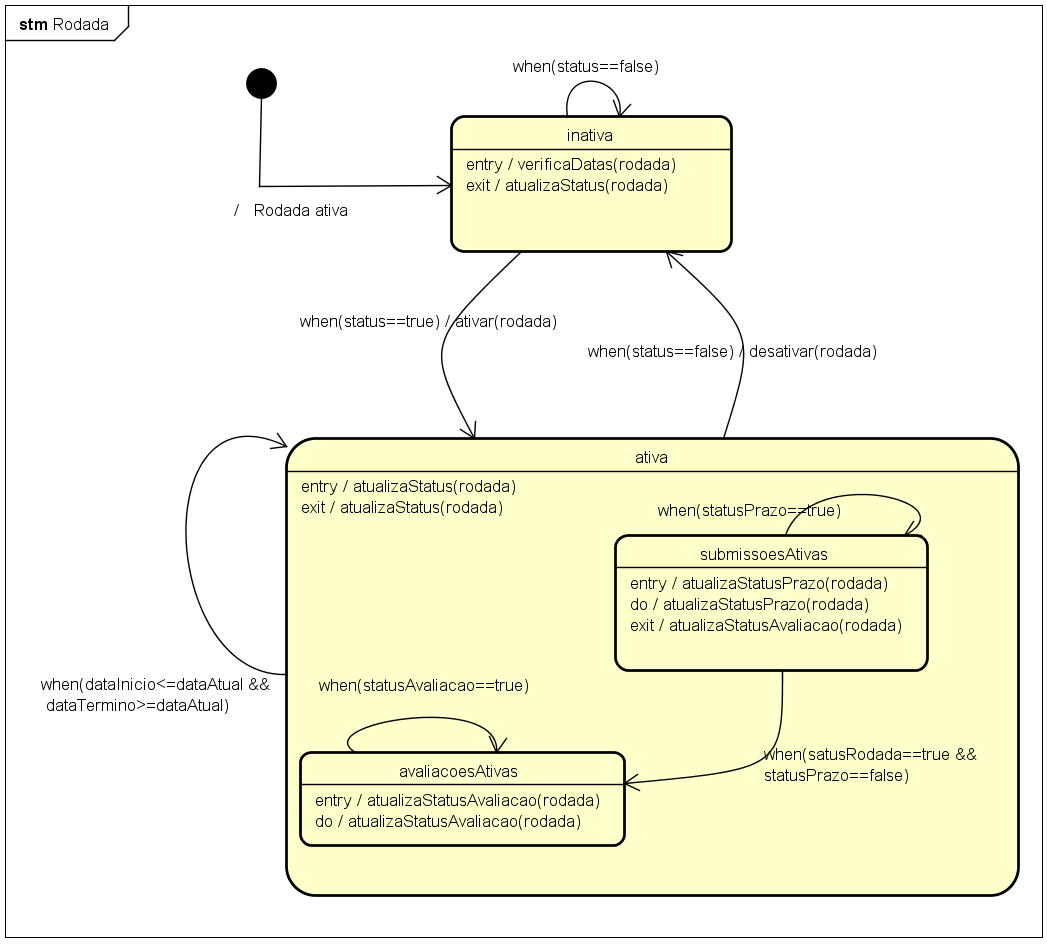 stm Rodada
when(status==false)
inativa
entry / verificaDatas(rodada)
exit / atualizaStatus(rodada)
/   Rodada ativa
when(status==true) / ativar(rodada)
when(status==false) / desativar(rodada)
ativa
entry / atualizaStatus(rodada)
exit / atualizaStatus(rodada)
when(statusPrazo==true)
submissoesAtivas
entry / atualizaStatusPrazo(rodada)
do / atualizaStatusPrazo(rodada)
exit / atualizaStatusAvaliacao(rodada)
when(dataInicio<=dataAtual &&
dataTermino>=dataAtual)
when(statusAvaliacao==true)
when(satusRodada==true &&
statusPrazo==false)
avaliacoesAtivas
entry / atualizaStatusAvaliacao(rodada)
do / atualizaStatusAvaliacao(rodada)